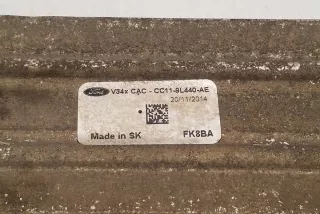 Ford V34x CAC - CC11-9L440-AE
20/11/2014
Made in SK FK8BA